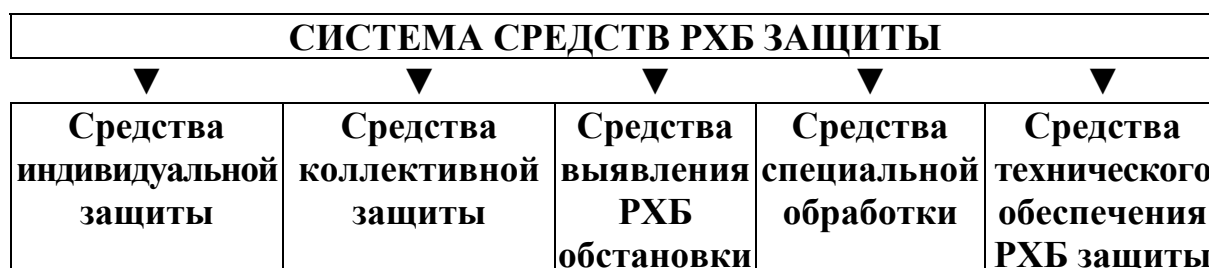 СИСТЕМА СРЕДСТВ РХБ ЗАЩИТЫ
Средства
индивидуальной
защиты
Средства
коллективной
защиты
Средства
выявления
РХБ
обстановки
Средства
специальной
обработки
Средства
технического
обеспечения
РХБ защиты